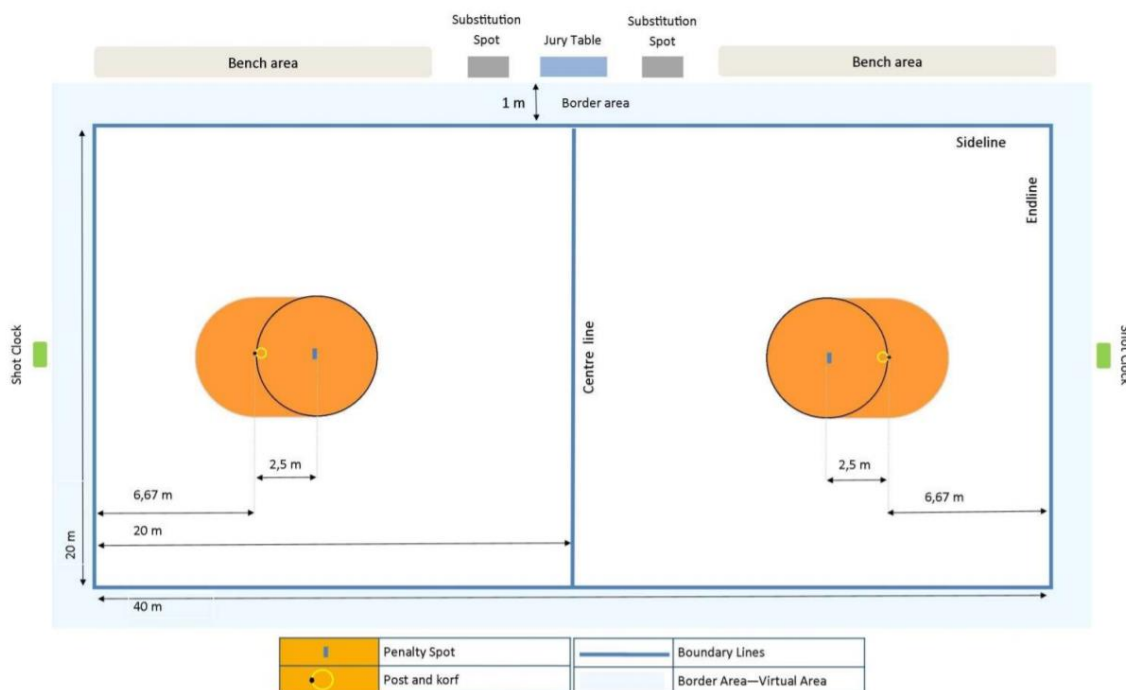 Substitution
Spot
Jury Table
Substitution
Spot
Bench area
Bench area
1 m
Border area
Sideline
Endline
Centre line
Shot Clock
Shot Clock
2,5 m
2,5 m
6,67 m
6,67 m
20 m
20 m
40 m
Penalty Spot
Boundary Lines
Post and korf
Border Area—Virtual Area